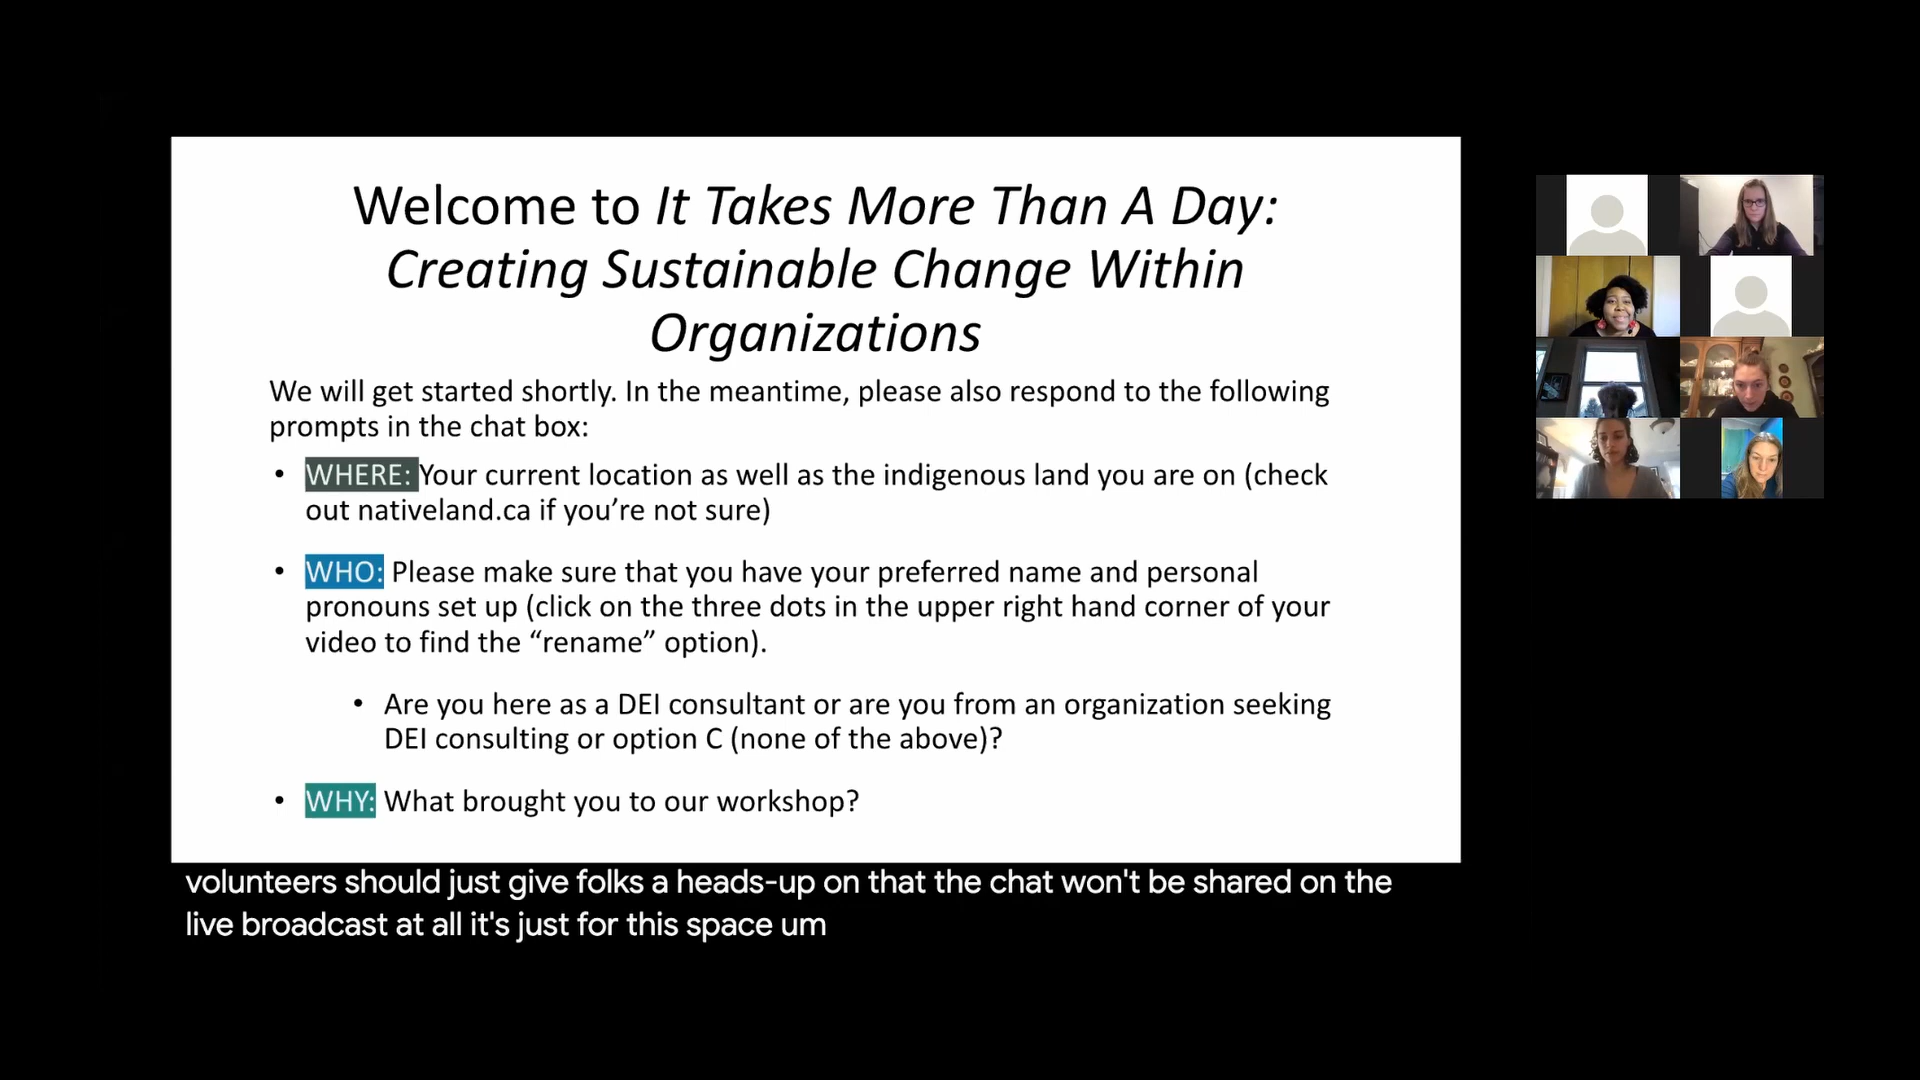 Welcome to It Takes More Than A Day:
Creating Sustainable Change Within
Organizations
We will get started shortly. In the meantime, please also respond to the following
prompts in the chat box:
• WHERE: Your current location as well as the indigenous land you are on (check
out nativeland.ca if you’re not sure)
• WHO: Please make sure that you have your preferred name and personal
pronouns set up (click on the three dots in the upper right hand corner of your
video to find the “rename” option).
• Are you here as a DEI consultant or are you from an organization seeking
DEI consulting or option C (none of the above)?
• WHY: What brought you to our workshop?
volunteers should just give folks a heads-up on that the chat won't be shared on the
live broadcast at all it's just for this space um